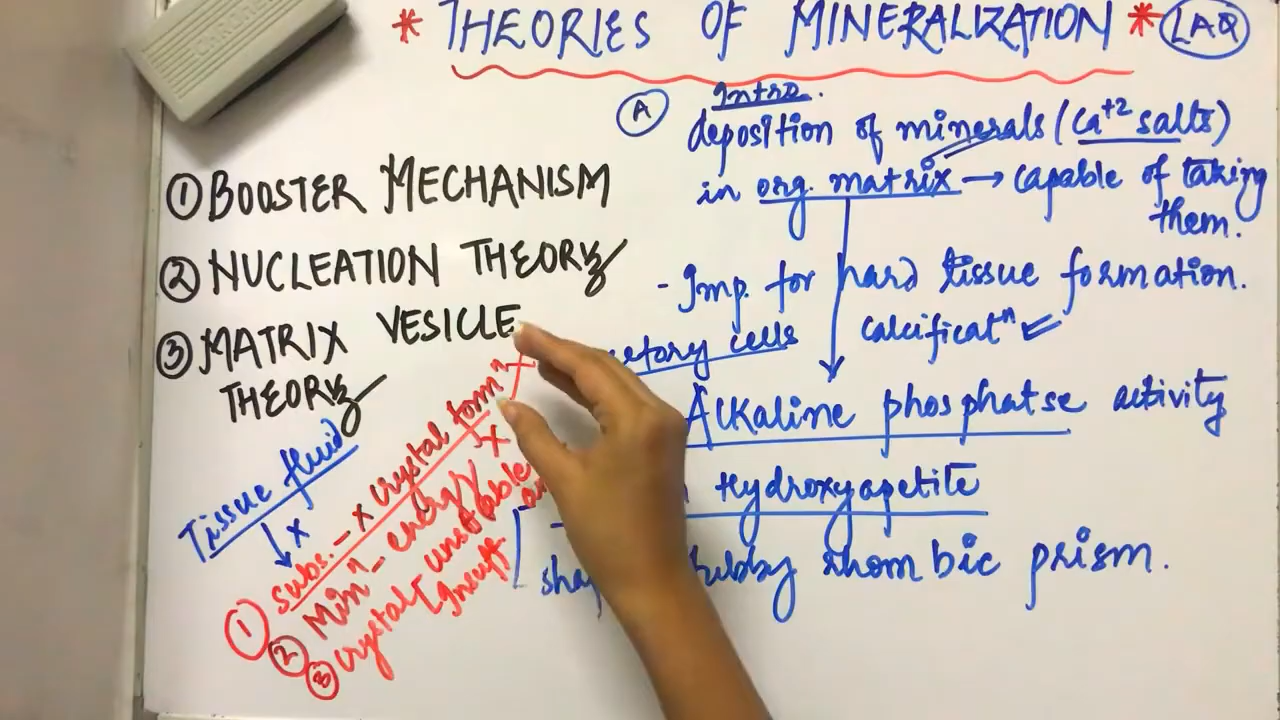 * THEORIES OF MINERALIZATION * LAQ
A Intro.
deposition of minerals (Ca+2 salts)
in org. matrix → capable of taking
them.
- Imp. for hard tissue formation.
calcificatn
cells
Alkaline phosphatse activity
Hydroxyapetite
rhombic prism.
① BOOSTER MECHANISM
② NUCLEATION THEORY
③ MATRIX VESICLE
THEORY
Tissue fluid
x
① subs. - x crystal formn x
② Minn - energy x
③ crystal unstable
insuff